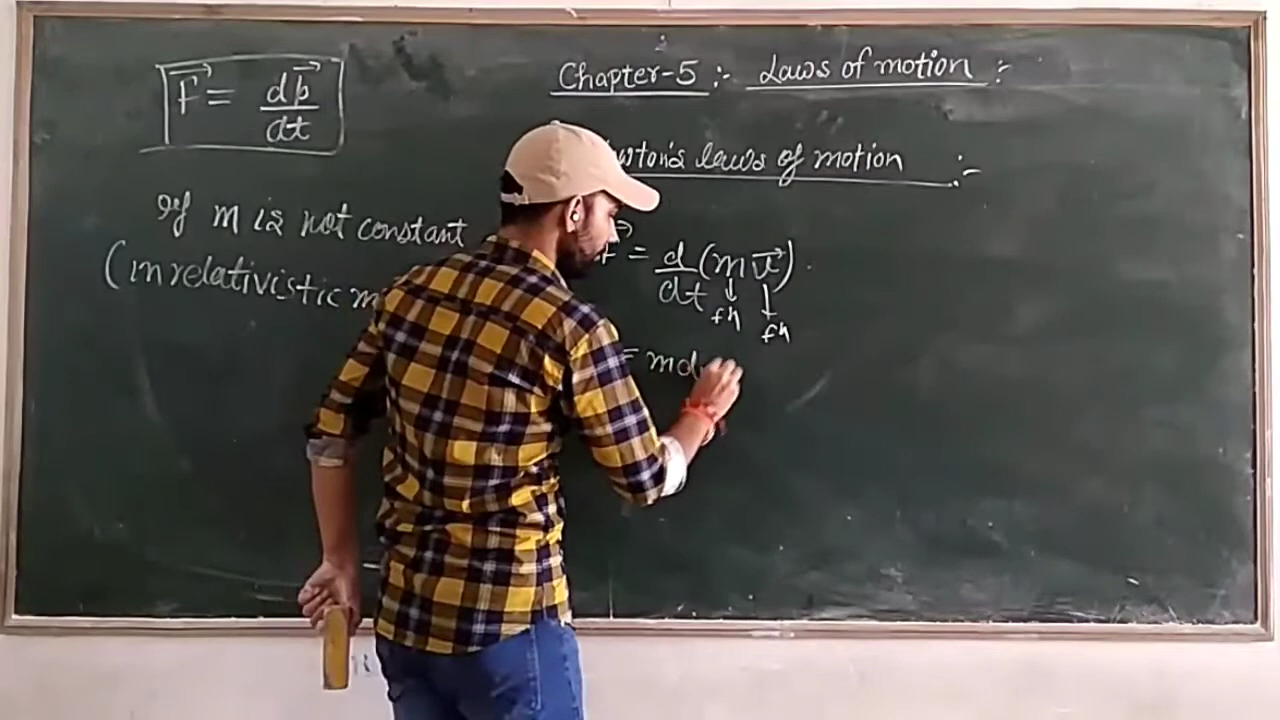 Chapter-5 :- Laws of motion :-
F⃗ = dp⃗/dt
laws of motion :-
If m is not constant
(in relativistic
= d/dt (m v⃗)
fn fn
= md